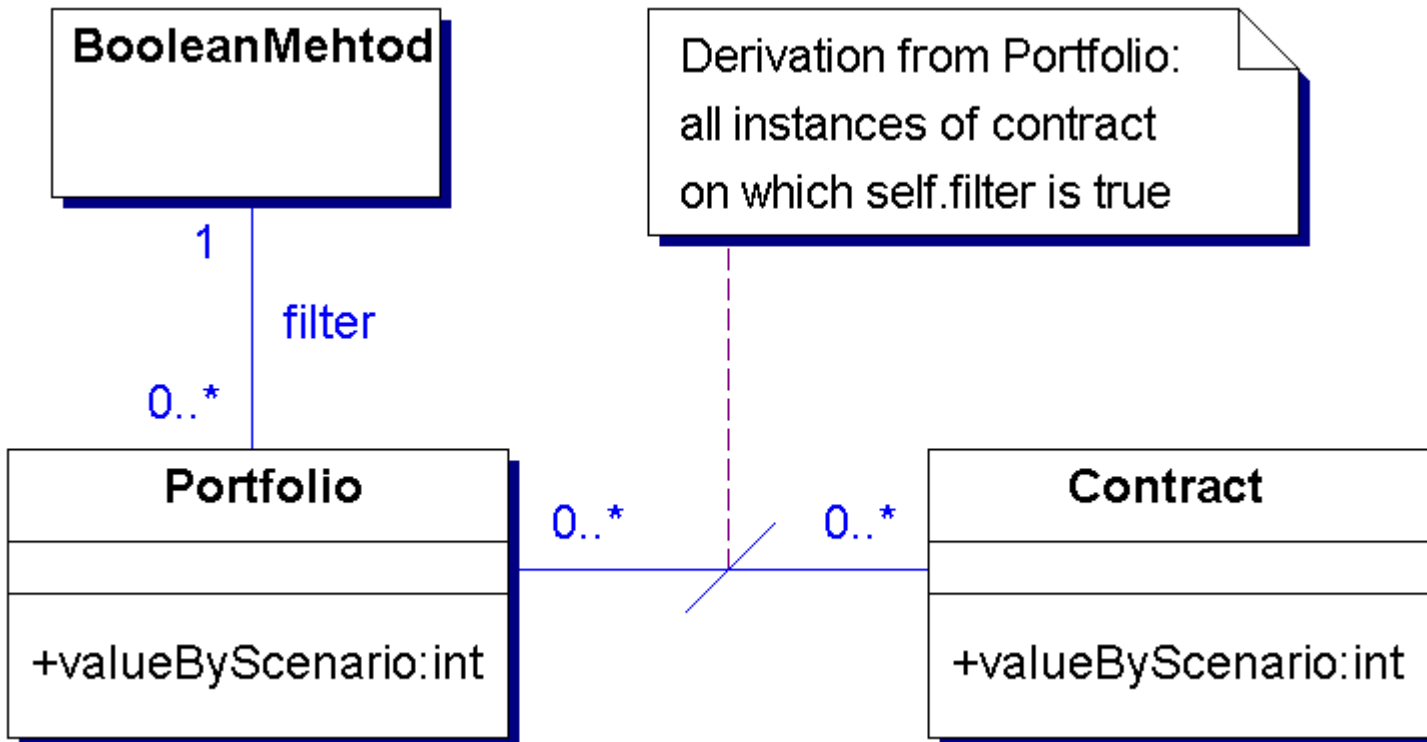 BooleanMehtod
Derivation from Portfolio:
all instances of contract
on which self.filter is true
1
filter
0..*
Portfolio
0..*
0..*
Contract
+valueByScenario:int
+valueByScenario:int